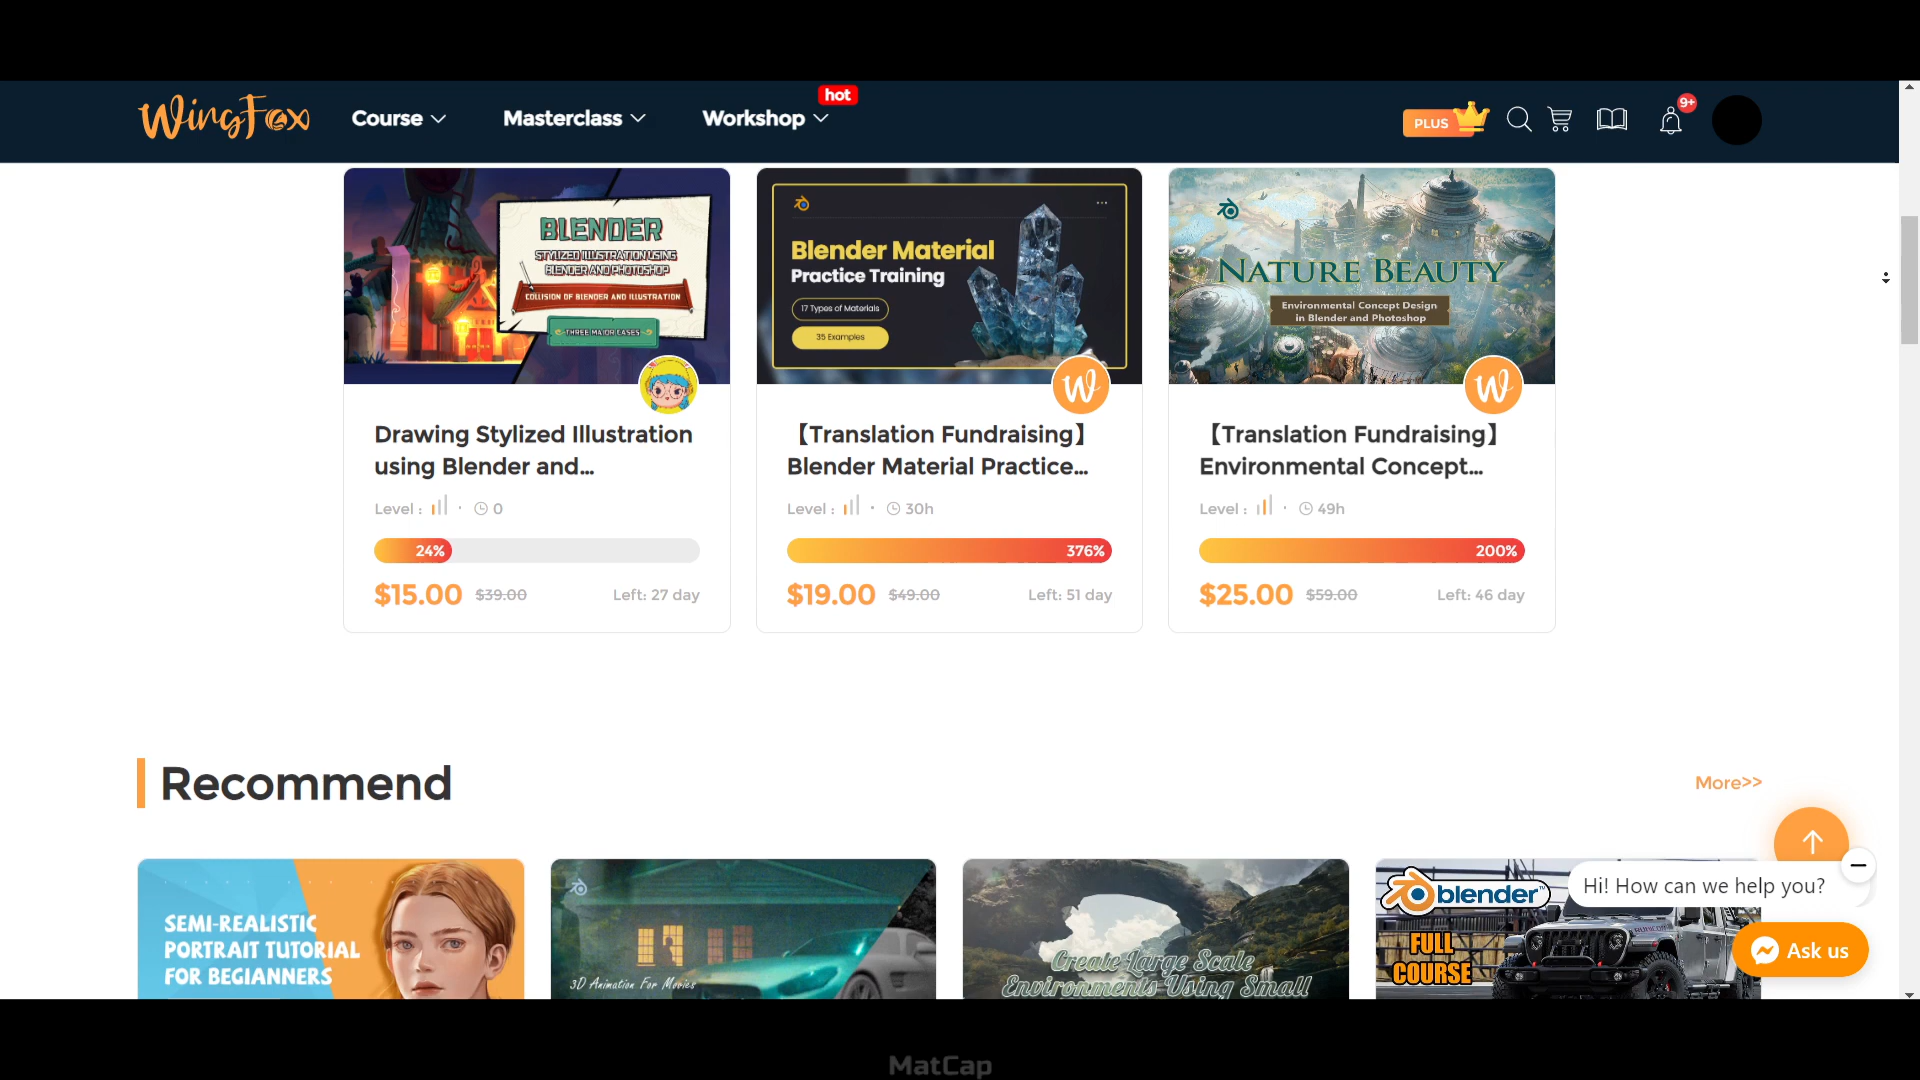 WingFox
Course
Masterclass
Workshop
hot
PLUS
9+
BLENDER
STYLIZED ILLUSTRATION USING
BLENDER AND PHOTOSHOP
COLLISION OF BLENDER AND ILLUSTRATION
THREE MAJOR CASES
Blender Material
Practice Training
17 Types of Materials
35 Examples
W
NATURE BEAUTY
Environmental Concept Design
in Blender and Photoshop
W
Drawing Stylized Illustration
using Blender and...
Level :
· 0
24%
$15.00 $39.00 Left: 27 day
【Translation Fundraising】
Blender Material Practice...
Level :
· 30h
376%
$19.00 $49.00 Left: 51 day
【Translation Fundraising】
Environmental Concept...
Level :
· 49h
200%
$25.00 $59.00 Left: 46 day
Recommend
More>>
SEMI-REALISTIC
PORTRAIT TUTORIAL
FOR BEGIANNERS
3D Animation For Movies
Create Large Scale
Environments Using Small
blender™
FULL
COURSE
RUBICON
Hi! How can we help you?
Ask us
MatCap